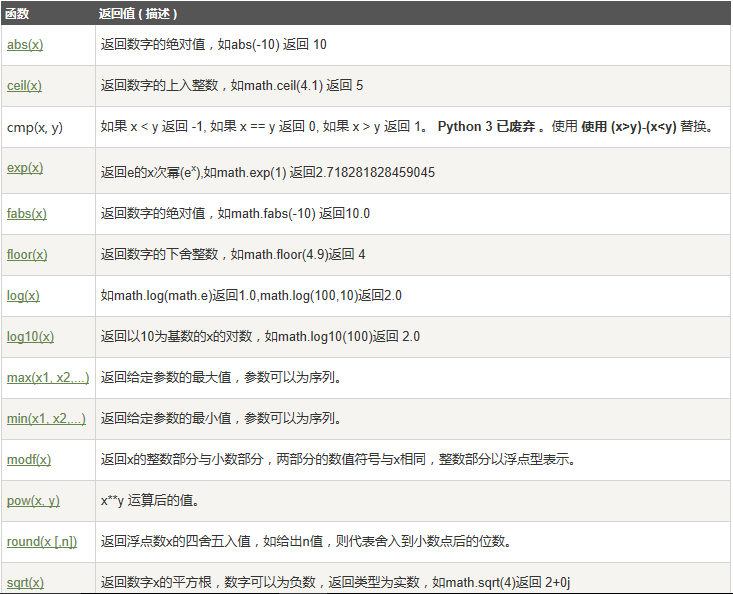 函数 返回值 ( 描述 )
abs(x) 返回数字的绝对值，如abs(-10) 返回 10
ceil(x) 返回数字的上入整数，如math.ceil(4.1) 返回 5
cmp(x, y) 如果 x < y 返回 -1, 如果 x == y 返回 0, 如果 x > y 返回 1。 Python 3 已废弃 。使用 使用 (x>y)-(x<y) 替换。
exp(x) 返回e的x次幂(eˣ),如math.exp(1) 返回2.718281828459045
fabs(x) 返回数字的绝对值，如math.fabs(-10) 返回10.0
floor(x) 返回数字的下舍整数，如math.floor(4.9)返回 4
log(x) 如math.log(math.e)返回1.0,math.log(100,10)返回2.0
log10(x) 返回以10为基数的x的对数，如math.log10(100)返回 2.0
max(x1, x2,...) 返回给定参数的最大值，参数可以为序列。
min(x1, x2,...) 返回给定参数的最小值，参数可以为序列。
modf(x) 返回x的整数部分与小数部分，两部分的数值符号与x相同，整数部分以浮点型表示。
pow(x, y) x**y 运算后的值。
round(x [,n]) 返回浮点数x的四舍五入值，如给出n值，则代表舍入到小数点后的位数。
sqrt(x) 返回数字x的平方根，数字可以为负数，返回类型为实数，如math.sqrt(4)返回 2+0j